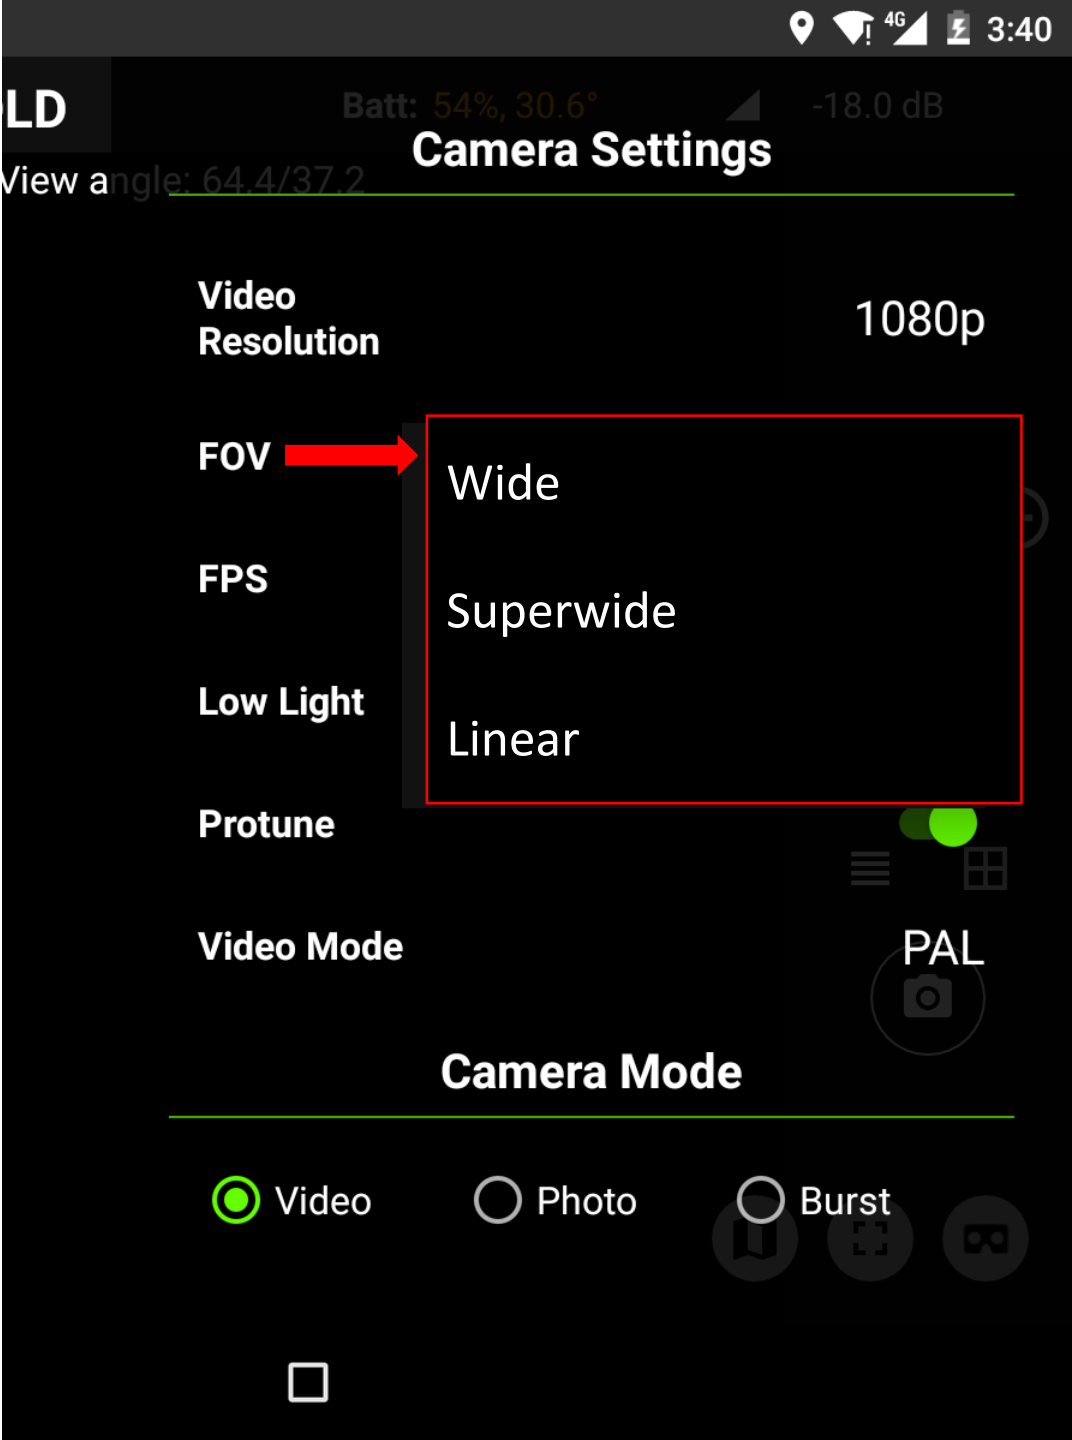 4G 3:40
LD
Batt: 54%, 30.6° -18.0 dB
Camera Settings
View angle: 64.4/37.2
Video
Resolution
1080p
FOV
Wide
FPS
Superwide
Low Light
Linear
Protune
Video Mode
PAL
Camera Mode
Video Photo Burst